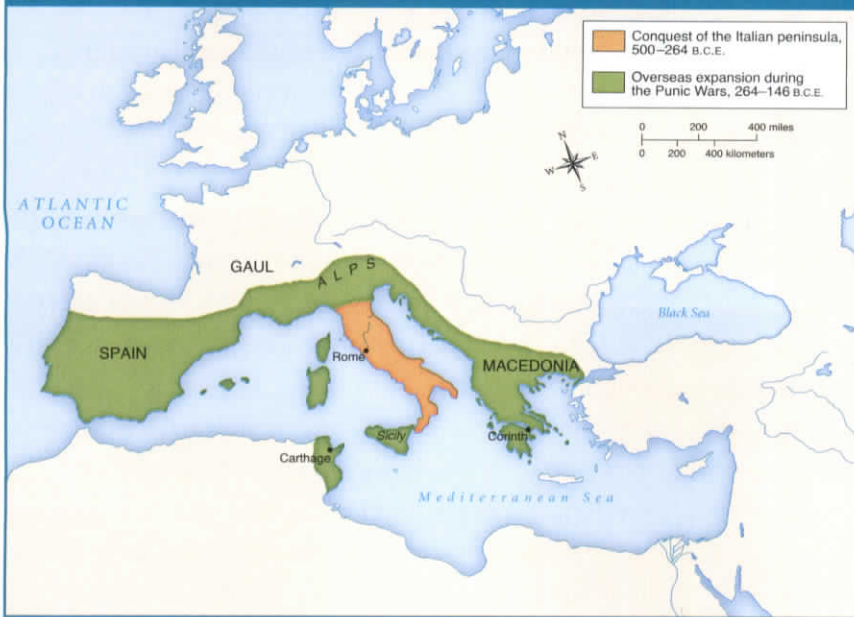 Conquest of the Italian peninsula,
500–264 B.C.E.
Overseas expansion during
the Punic Wars, 264–146 B.C.E.
0 200 400 miles
0 200 400 kilometers
N
W E
S
ATLANTIC
OCEAN
GAUL
ALPS
Black Sea
SPAIN
Rome
MACEDONIA
Sicily
Corinth
Carthage
Mediterranean Sea